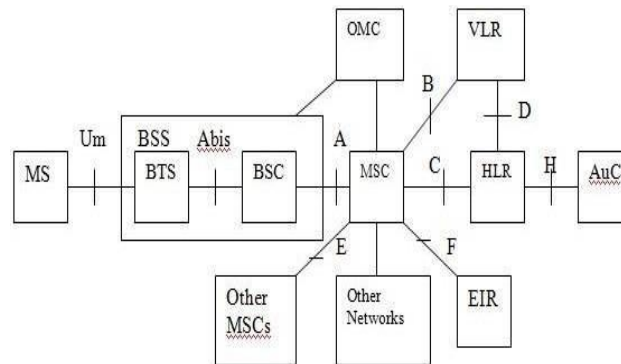 OMC
VLR
B
D
Um
BSS Abis
A
MS
BTS
BSC
MSC
C
HLR
H
AuC
E
F
Other
MSCs
Other
Networks
EIR